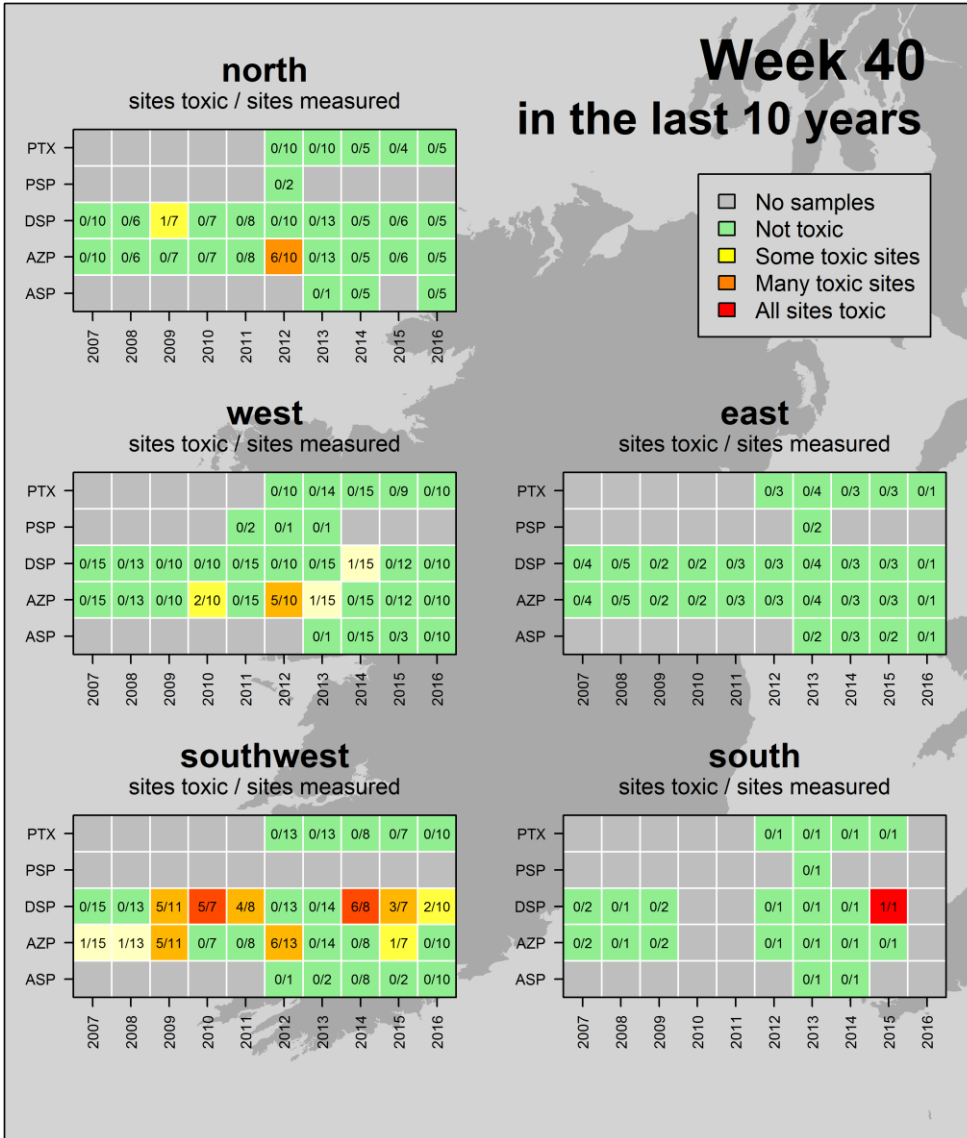 Week 40
in the last 10 years
No samples
Not toxic
Some toxic sites
Many toxic sites
All sites toxic
north
sites toxic / sites measured
PTX 0/10 0/10 0/5 0/4 0/5
PSP 0/2
DSP 0/10 0/6 1/7 0/7 0/8 0/10 0/13 0/5 0/6 0/5
AZP 0/10 0/6 0/7 0/7 0/8 6/10 0/13 0/5 0/6 0/5
ASP 0/1 0/5 0/5
2007 2008 2009 2010 2011 2012 2013 2014 2015 2016
west
sites toxic / sites measured
PTX 0/10 0/14 0/15 0/9 0/10
PSP 0/2 0/1 0/1
DSP 0/15 0/13 0/10 0/10 0/15 0/10 0/15 1/15 0/12 0/10
AZP 0/15 0/13 0/10 2/10 0/15 5/10 1/15 0/15 0/12 0/10
ASP 0/1 0/15 0/3 0/10
2007 2008 2009 2010 2011 2012 2013 2014 2015 2016
east
sites toxic / sites measured
PTX 0/3 0/4 0/3 0/3 0/1
PSP 0/2
DSP 0/4 0/5 0/2 0/2 0/3 0/3 0/4 0/3 0/3 0/1
AZP 0/4 0/5 0/2 0/2 0/3 0/3 0/4 0/3 0/3 0/1
ASP 0/2 0/3 0/2 0/1
2007 2008 2009 2010 2011 2012 2013 2014 2015 2016
southwest
sites toxic / sites measured
PTX 0/13 0/13 0/8 0/7 0/10
PSP
DSP 0/15 0/13 5/11 5/7 4/8 0/13 0/14 6/8 3/7 2/10
AZP 1/15 1/13 5/11 0/7 0/8 6/13 0/14 0/8 1/7 0/10
ASP 0/1 0/2 0/8 0/2 0/10
2007 2008 2009 2010 2011 2012 2013 2014 2015 2016
south
sites toxic / sites measured
PTX 0/1 0/1 0/1 0/1
PSP 0/1
DSP 0/2 0/1 0/2 0/1 0/1 0/1 1/1
AZP 0/2 0/1 0/2 0/1 0/1 0/1 0/1
ASP 0/1 0/1
2007 2008 2009 2010 2011 2012 2013 2014 2015 2016